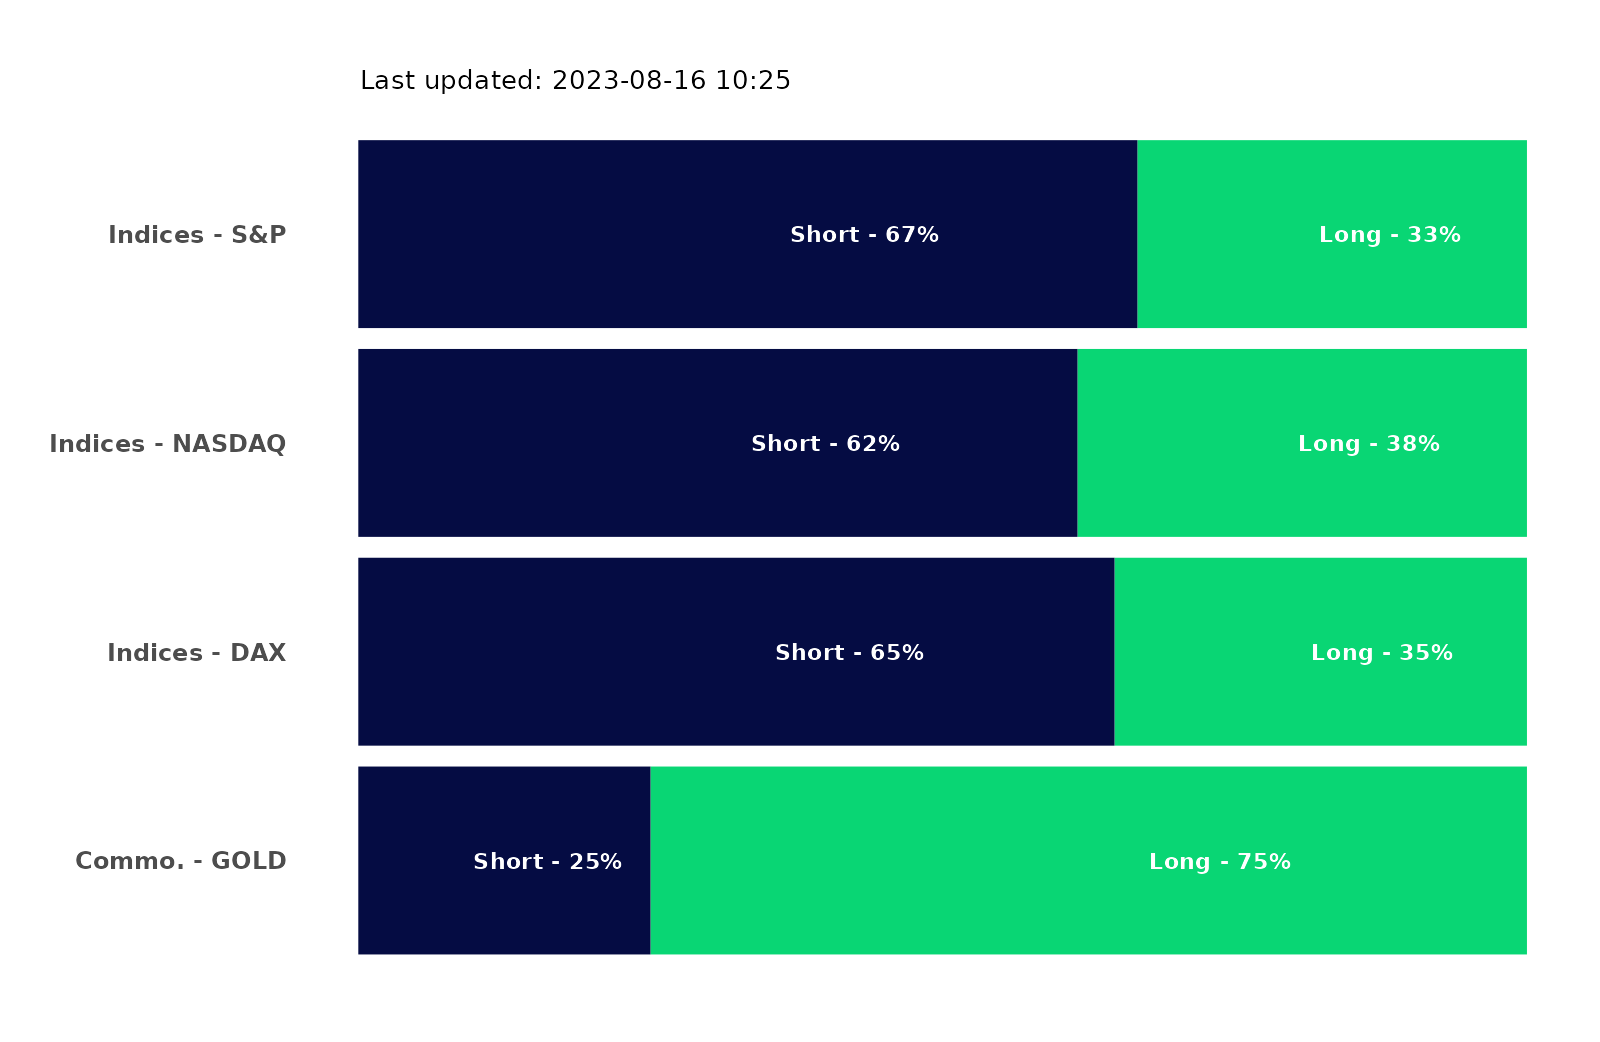 Last updated: 2023-08-16 10:25
Indices - S&P Short - 67% Long - 33%
Indices - NASDAQ Short - 62% Long - 38%
Indices - DAX Short - 65% Long - 35%
Commo. - GOLD Short - 25% Long - 75%